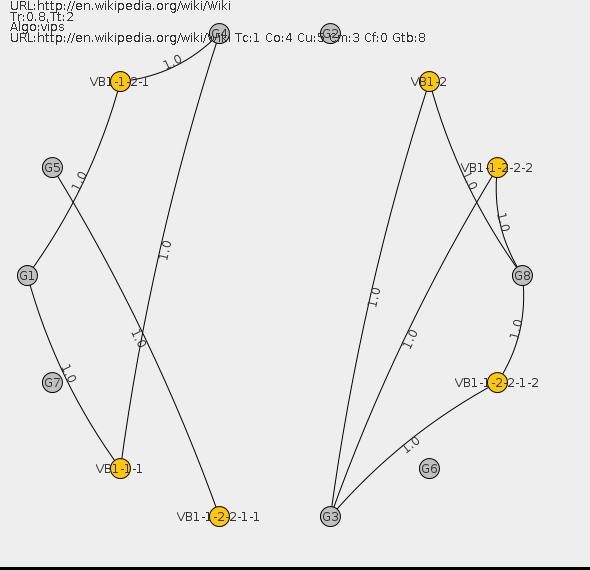 URL:http://en.wikipedia.org/wiki/Wiki
Tr:0.8,Tt:2
Algo:vips
URL:http://en.wikipedia.org/wiki/Wiki Tc:1 Co:4 Cu:5 Cm:3 Cf:0 Gtb:8
G4
G2
1.0
VB1-1-2-1
VB1-2
G5
VB1-1-2-2-2
1.0
1.0
1.0
1.0
G1
G8
1.0
1.0
1.0
1.0
1.0
G7
VB1-1-2-2-1-2
1.0
VB1-1-1
G6
VB1-1-2-2-1-1
G3